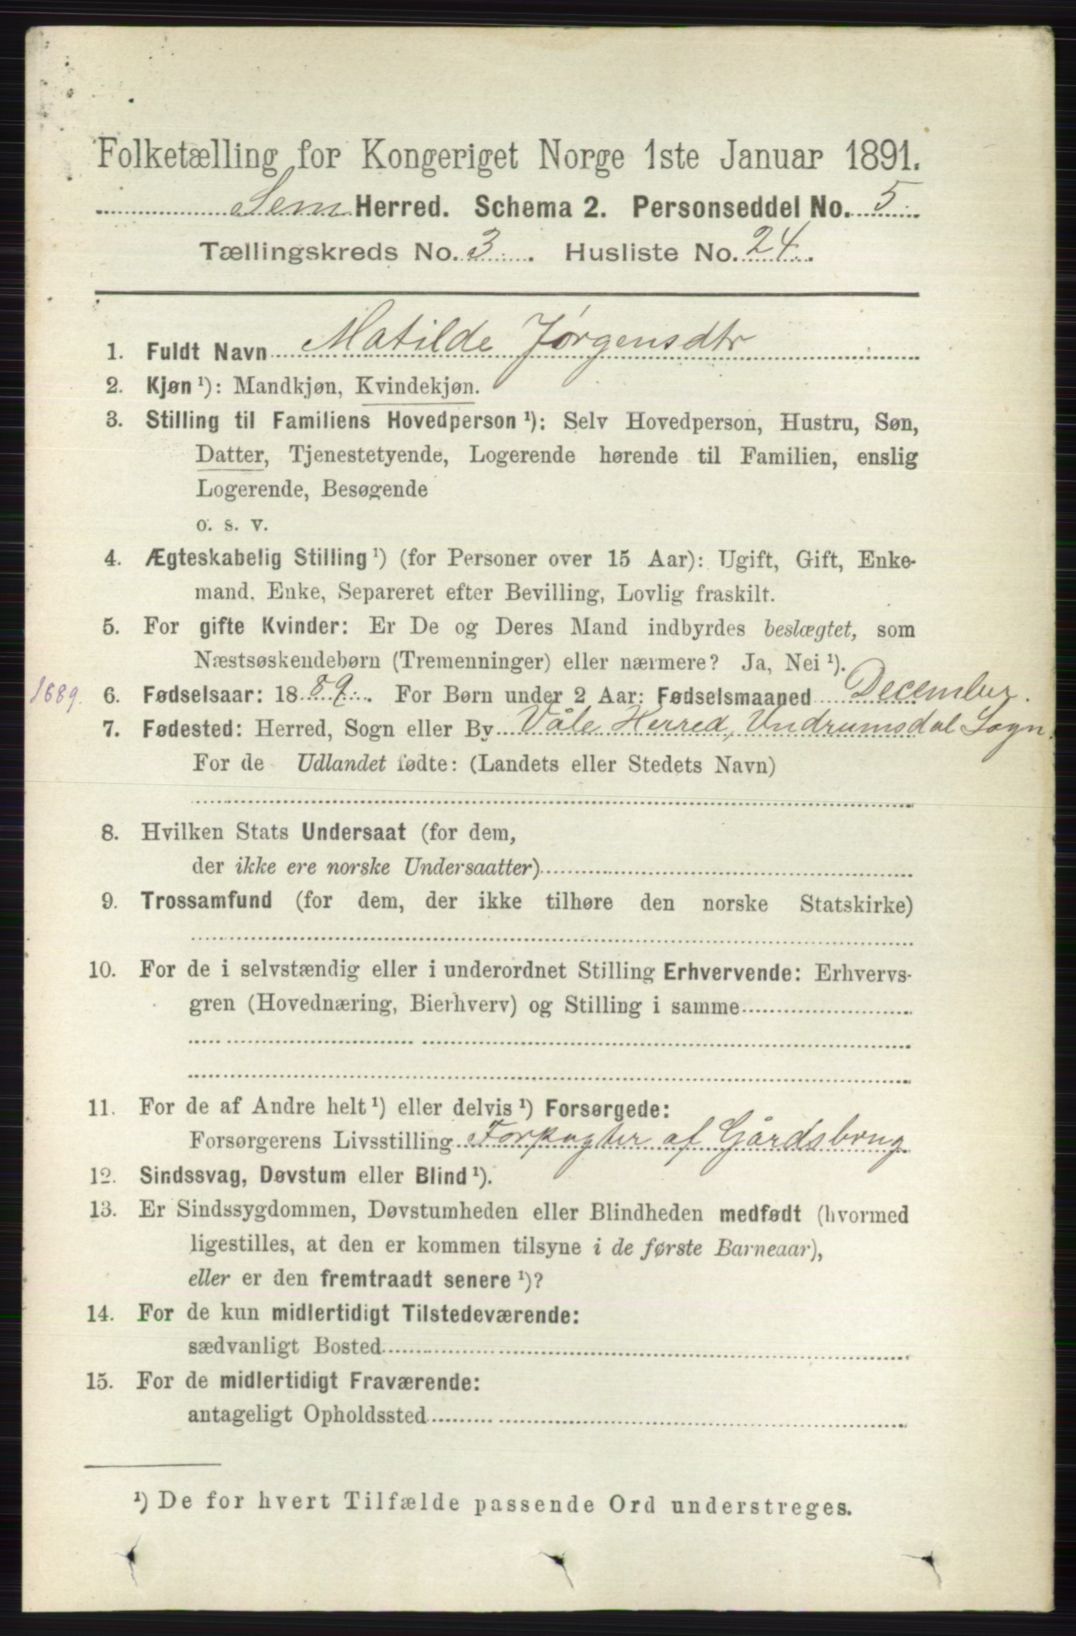 Folketælling for Kongeriget Norge 1ste Januar 1891.
Sem Herred. Schema 2. Personseddel No. 5
Tællingskreds No. 3. Husliste No. 24.
1. Fuldt Navn Matilde Jørgensdtr
2. Kjøn ¹): Mandkjøn, Kvindekjøn.
3. Stilling til Familiens Hovedperson ¹): Selv Hovedperson, Hustru, Søn,
Datter, Tjenestetyende, Logerende hørende til Familien, enslig
Logerende, Besøgende
o. s. v.
4. Ægteskabelig Stilling ¹) (for Personer over 15 Aar): Ugift, Gift, Enke-
mand, Enke, Separeret efter Bevilling, Lovlig fraskilt.
5. For gifte Kvinder: Er De og Deres Mand indbyrdes beslægtet, som
Næstsøskendebørn (Tremenninger) eller nærmere? Ja, Nei ¹).
1889. 6. Fødselsaar: 1889. For Børn under 2 Aar: Fødselsmaaned December.
7. Fødested: Herred, Sogn eller By Våle Herred, Undrumsdal Sogn.
For de Udlandet fødte: (Landets eller Stedets Navn)
8. Hvilken Stats Undersaat (for dem,
der ikke ere norske Undersaatter)
9. Trossamfund (for dem, der ikke tilhøre den norske Statskirke)
10. For de i selvstændig eller i underordnet Stilling Erhvervende: Erhvervs-
gren (Hovednæring, Bierhverv) og Stilling i samme
11. For de af Andre helt ¹) eller delvis ¹) Forsørgede:
Forsørgerens Livsstilling Forpagter af Gårdsbrug
12. Sindssvag, Døvstum eller Blind ¹).
13. Er Sindssygdommen, Døvstumheden eller Blindheden medfødt (hvormed
ligestilles, at den er kommen tilsyne i de første Barneaar),
eller er den fremtraadt senere ¹)?
14. For de kun midlertidigt Tilstedeværende:
sædvanligt Bosted
15. For de midlertidigt Fraværende:
antageligt Opholdssted
¹) De for hvert Tilfælde passende Ord understreges.